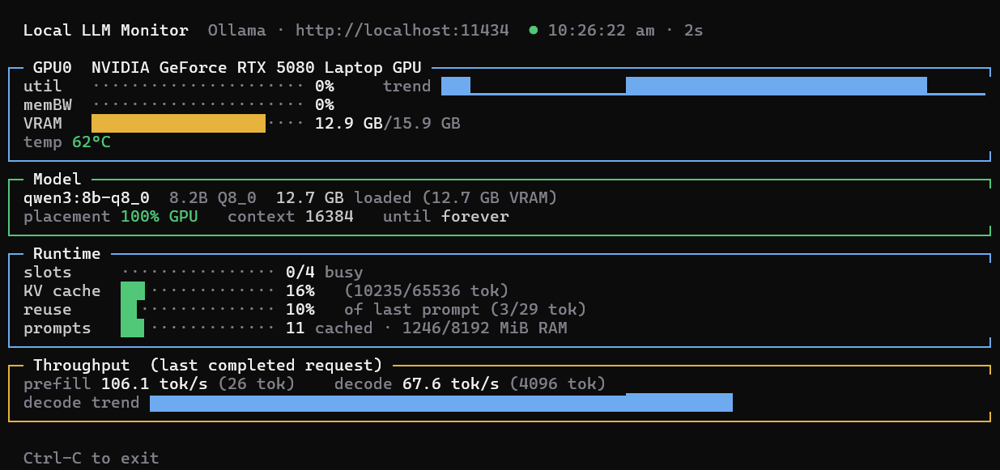 Local LLM Monitor  Ollama · http://localhost:11434  ● 10:26:22 am · 2s
GPU0  NVIDIA GeForce RTX 5080 Laptop GPU
util 0% trend
memBW 0%
VRAM 12.9 GB/15.9 GB
temp 62°C
Model
qwen3:8b-q8_0  8.2B Q8_0  12.7 GB loaded (12.7 GB VRAM)
placement 100% GPU   context 16384   until forever
Runtime
slots 0/4 busy
KV cache 16%   (10235/65536 tok)
reuse 10%   of last prompt (3/29 tok)
prompts 11 cached · 1246/8192 MiB RAM
Throughput  (last completed request)
prefill 106.1 tok/s (26 tok)    decode 67.6 tok/s (4096 tok)
decode trend
Ctrl-C to exit